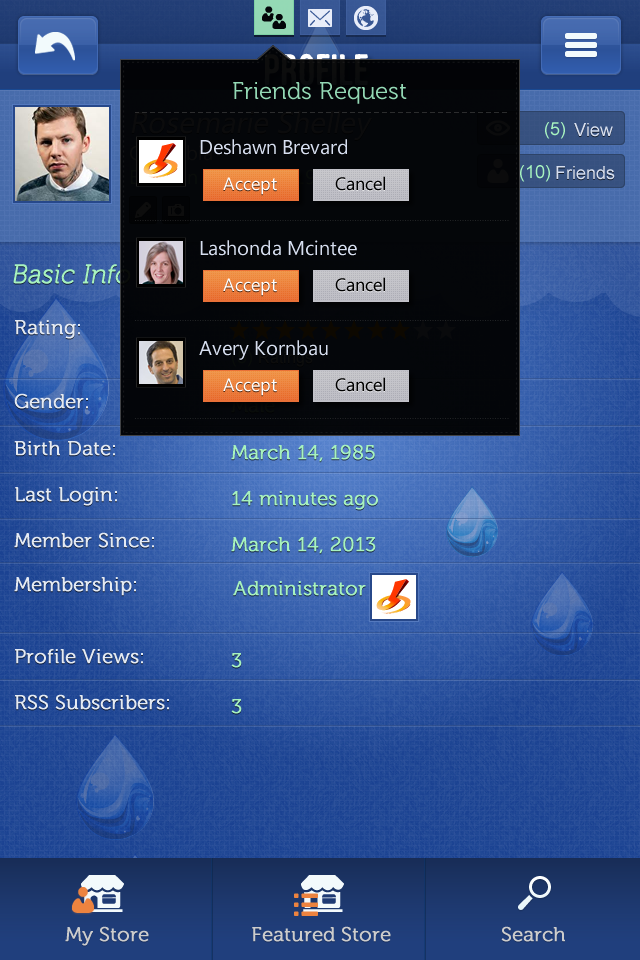 PROFILE
Friends Request
Rosemarie Shelley
Deshawn Brevard
Accept Cancel
(5) View
(10) Friends
Lashonda Mcintee
Accept Cancel
Basic Info
Rating:
Avery Kornbau
Accept Cancel
Gender:
Birth Date: March 14, 1985
Last Login: 14 minutes ago
Member Since: March 14, 2013
Membership: Administrator
Profile Views: 3
RSS Subscribers: 3
My Store Featured Store Search